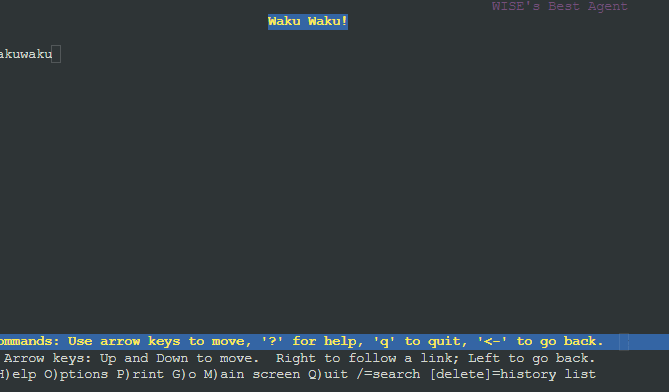 WISE's Best Agent
Waku Waku!
akuwaku
ommands: Use arrow keys to move, '?' for help, 'q' to quit, '<-' to go back.
Arrow keys: Up and Down to move.  Right to follow a link; Left to go back.
H)elp O)ptions P)rint G)o M)ain screen Q)uit /=search [delete]=history list